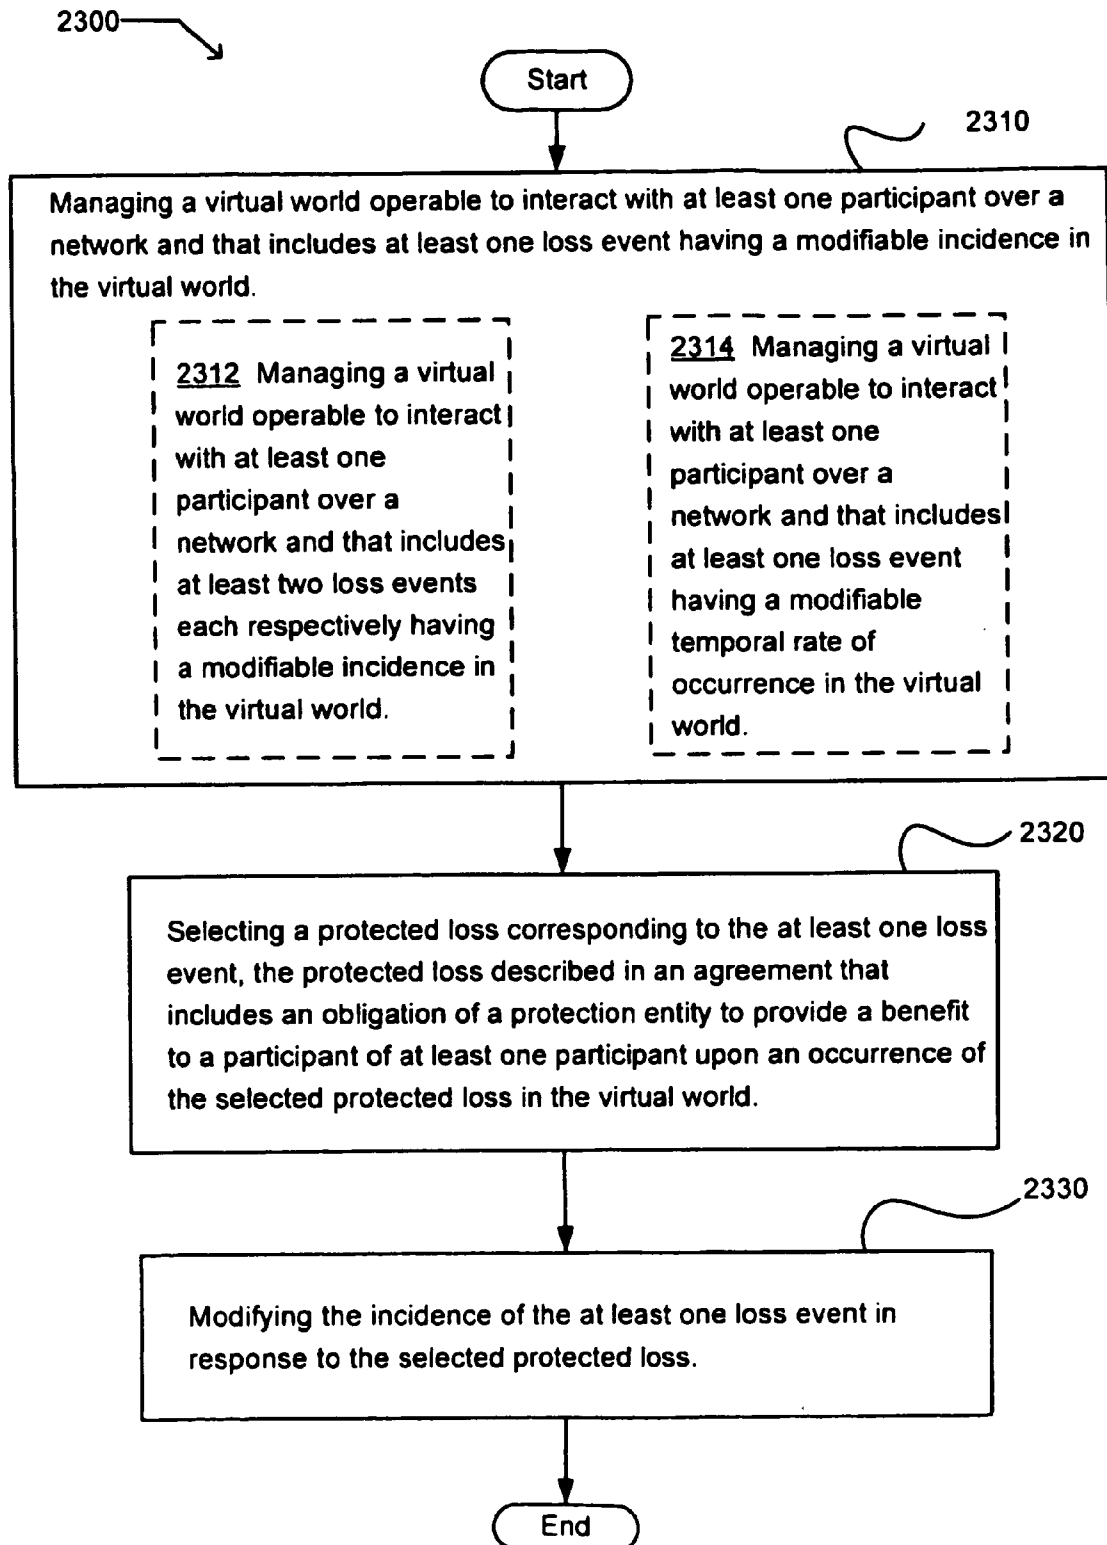 2300
Start
2310
Managing a virtual world operable to interact with at least one participant over a
network and that includes at least one loss event having a modifiable incidence in
the virtual world.
2312 Managing a virtual
world operable to interact
with at least one
participant over a
network and that includes
at least two loss events
each respectively having
a modifiable incidence in
the virtual world.
2314 Managing a virtual
world operable to interact
with at least one
participant over a
network and that includes
at least one loss event
having a modifiable
temporal rate of
occurrence in the virtual
world.
2320
Selecting a protected loss corresponding to the at least one loss
event, the protected loss described in an agreement that
includes an obligation of a protection entity to provide a benefit
to a participant of at least one participant upon an occurrence of
the selected protected loss in the virtual world.
2330
Modifying the incidence of the at least one loss event in
response to the selected protected loss.
End